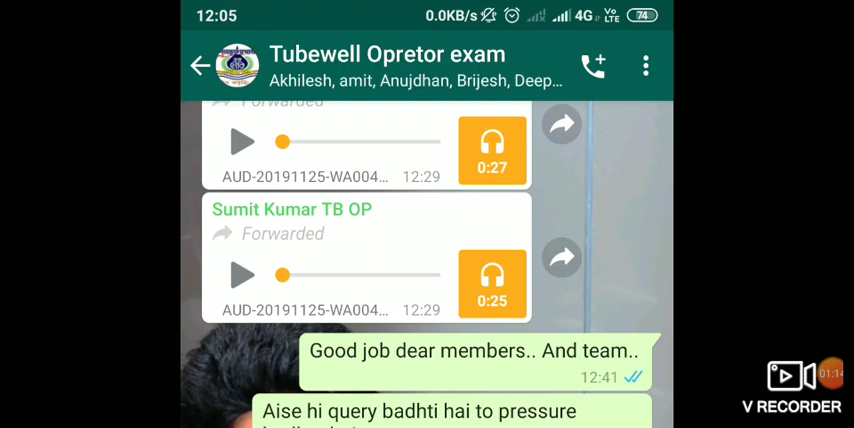 12:05
0.0KB/s 4G VoLTE 74
Tubewell Opretor exam
Akhilesh, amit, Anujdhan, Brijesh, Deep...
Forwarded
0:27
AUD-20191125-WA004... 12:29
Sumit Kumar TB OP
Forwarded
0:25
AUD-20191125-WA004... 12:29
Good job dear members.. And team..
12:41
Aise hi query badhti hai to pressure
01:14
V RECORDER